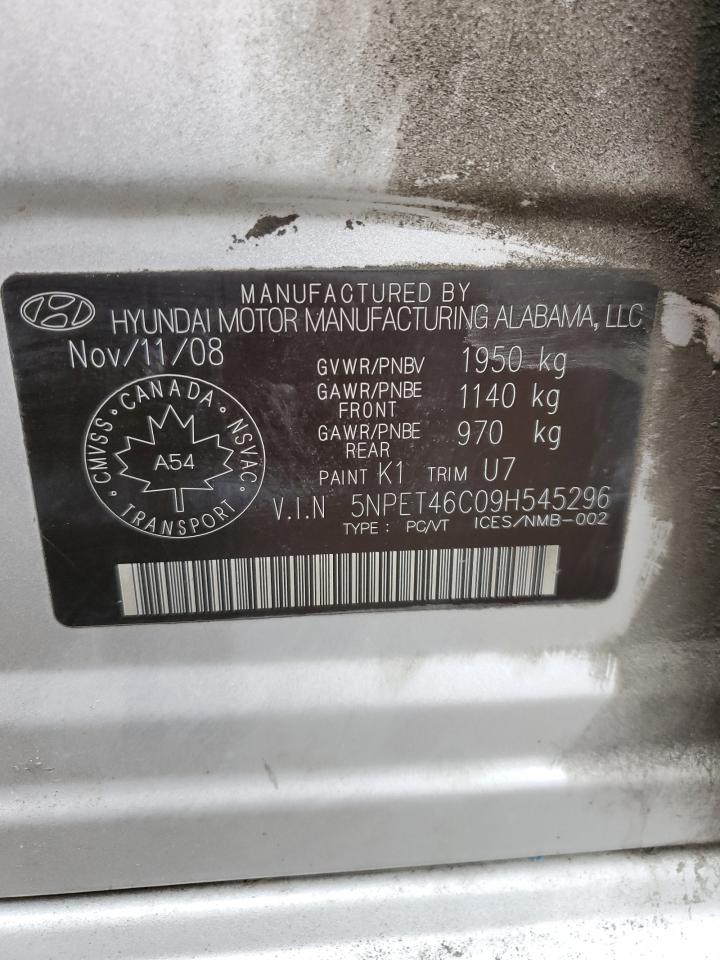 MANUFACTURED BY
HYUNDAI MOTOR MANUFACTURING ALABAMA, LLC
Nov/11/08
GVWR/PNBV 1950 kg
GAWR/PNBE FRONT 1140 kg
GAWR/PNBE REAR 970 kg
PAINT K1 TRIM U7
CMVSS · CANADA · NSVAC · TRANSPORT ·
A54
V.I.N 5NPET46C09H545296
TYPE : PC/VT ICES/NMB-002